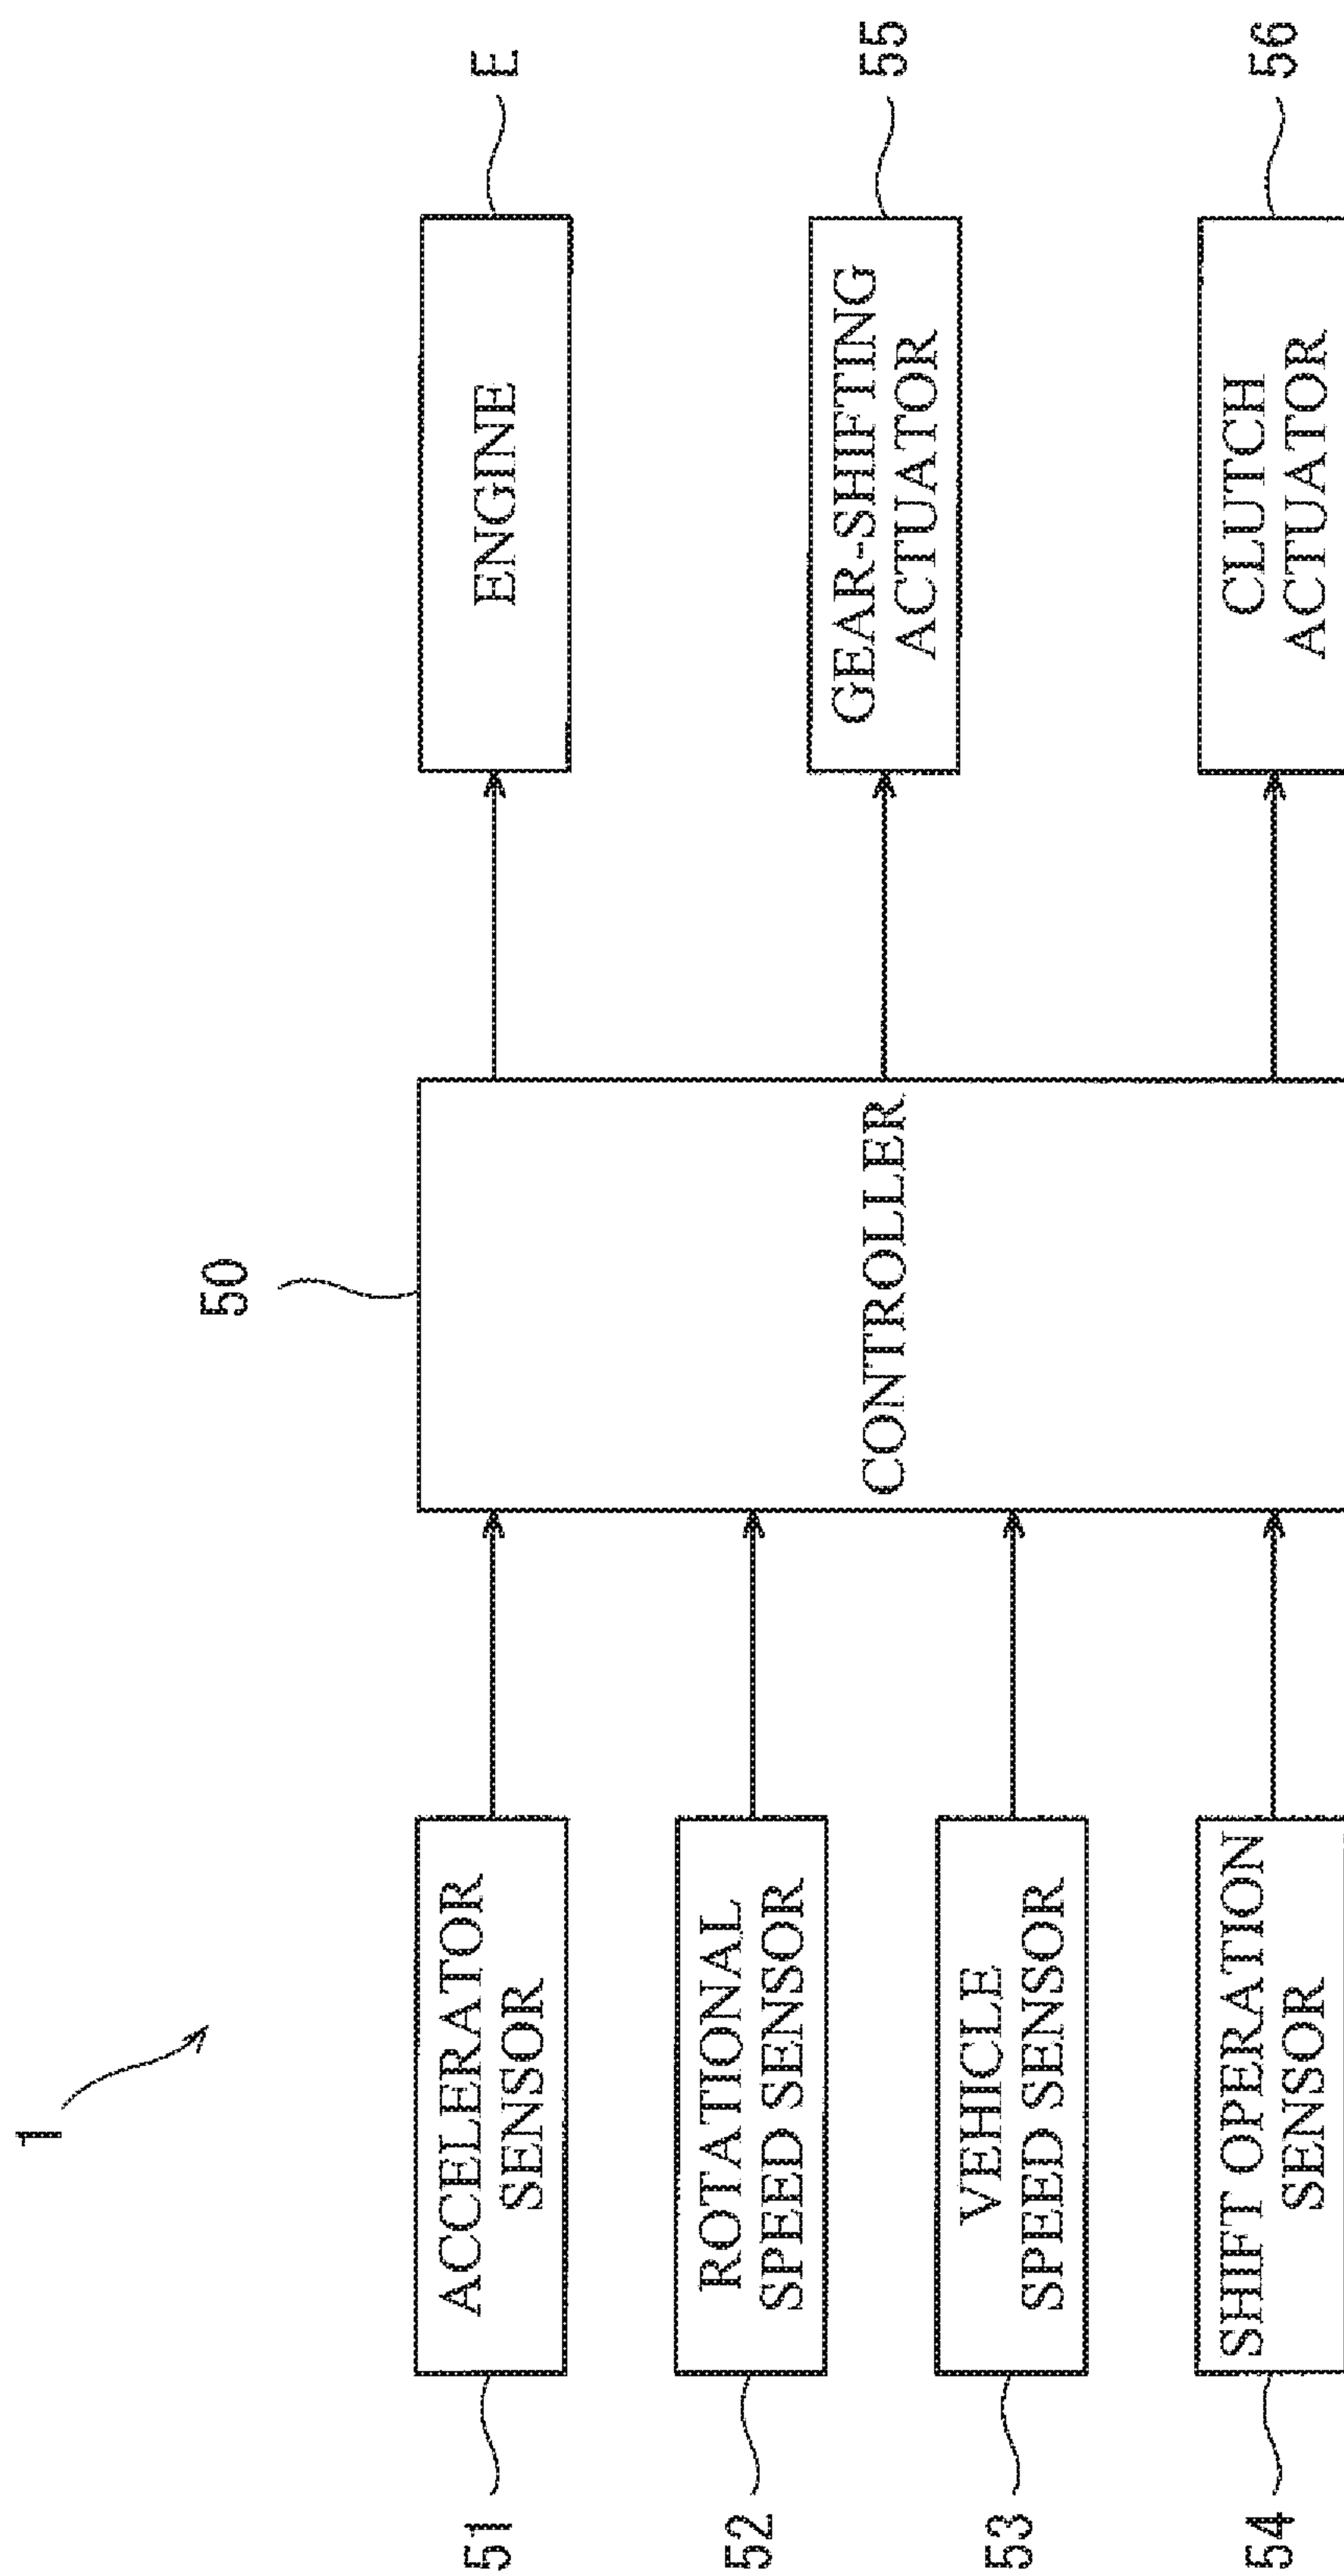 1
50
51
ACCELERATOR
SENSOR
52
ROTATIONAL
SPEED SENSOR
53
VEHICLE
SPEED SENSOR
54
SHIFT OPERATION
SENSOR
CONTROLLER
ENGINE
E
GEAR-SHIFTING
ACTUATOR
55
CLUTCH
ACTUATOR
56